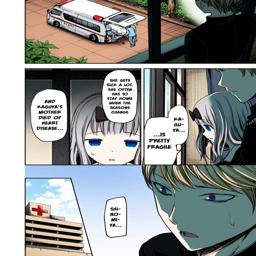 KA-
GU-
YA...
...IS
PRETTY
FRAGILE
SHE GETS
SICK A LOT,
SHE OFTEN
HAS TO
STAY HOME
WHEN THE
SEASONS
CHANGE
AND
KAGUYA'S
MOTHER
DIED OF
HEART
DISEASE...
SHI-
NO-
MI-
YA...